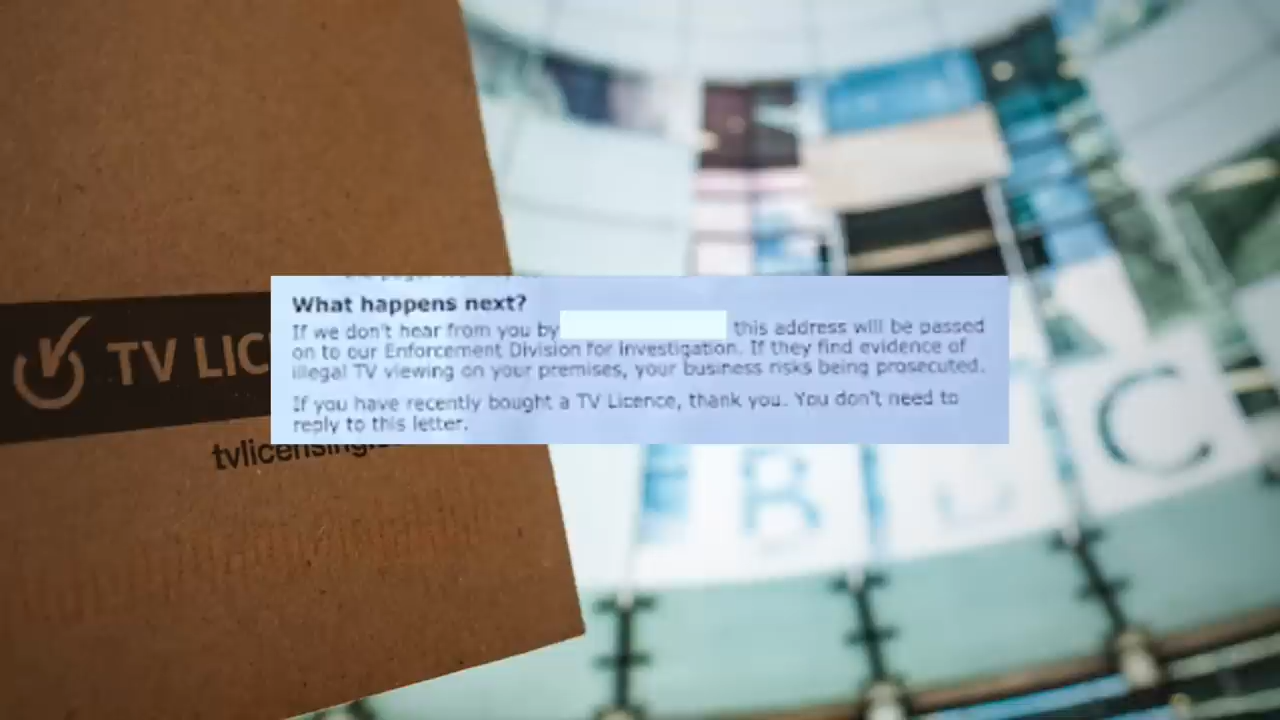 TV LIC
tvlicensing.
What happens next?
If we don't hear from you by this address will be passed
on to our Enforcement Division for investigation. If they find evidence of
illegal TV viewing on your premises, your business risks being prosecuted.
If you have recently bought a TV Licence, thank you. You don't need to
reply to this letter.
B B C